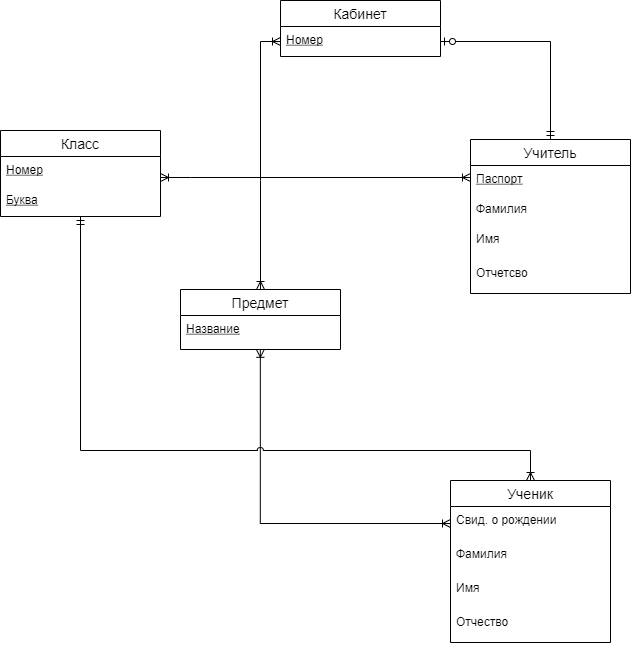 Кабинет
Номер
Класс
Номер
Буква
Учитель
Паспорт
Фамилия
Имя
Отчетсво
Предмет
Название
Ученик
Свид. о рождении
Фамилия
Имя
Отчество